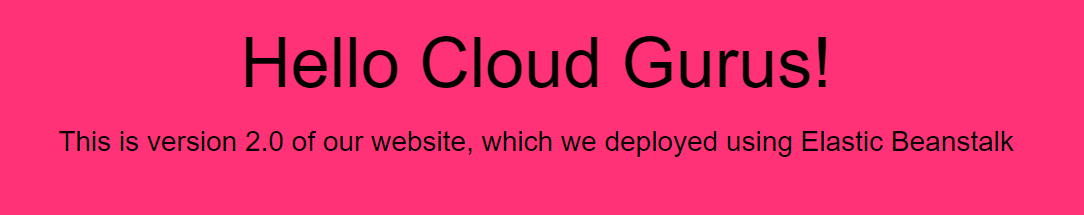 Hello Cloud Gurus!
This is version 2.0 of our website, which we deployed using Elastic Beanstalk